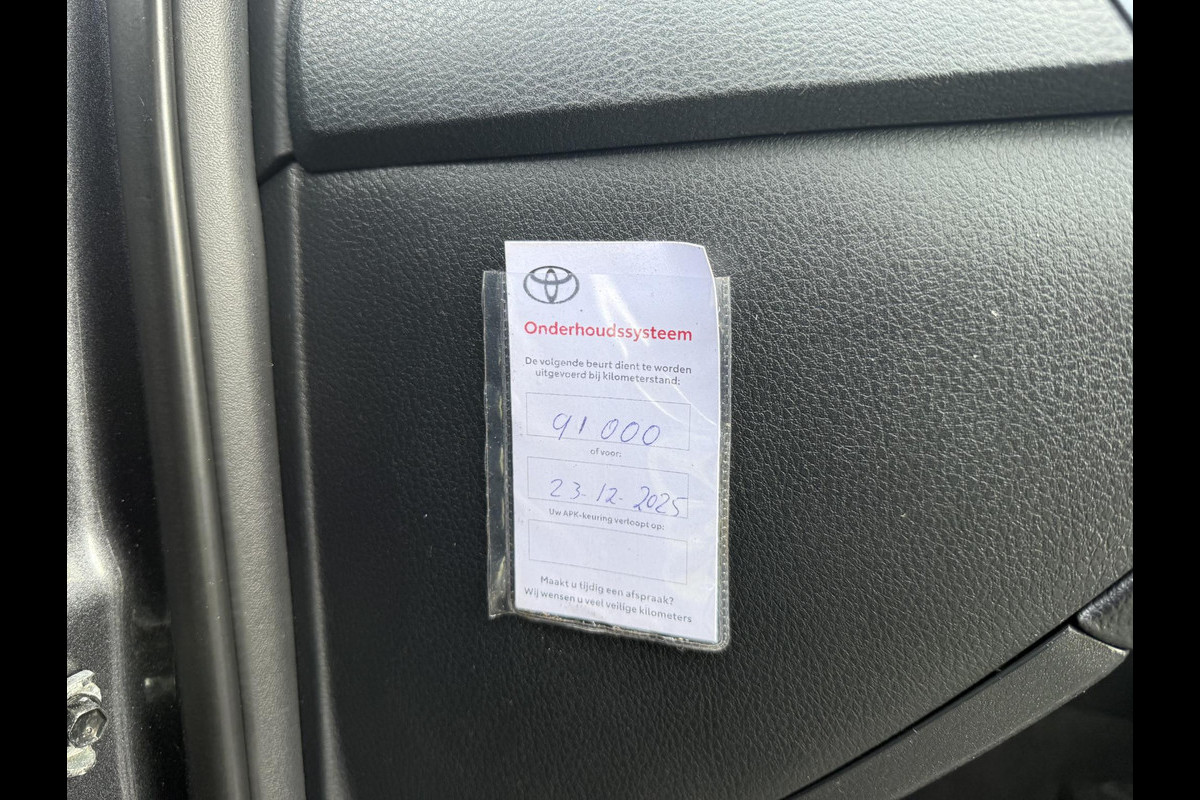 Onderhoudssysteem
De volgende beurt dient te worden
uitgevoerd bij kilometerstand:
91 000
of voor:
23-12-2025
Uw APK-keuring verloopt op:
Maakt u tijdig een afspraak?
Wij wensen u veel veilige kilometers